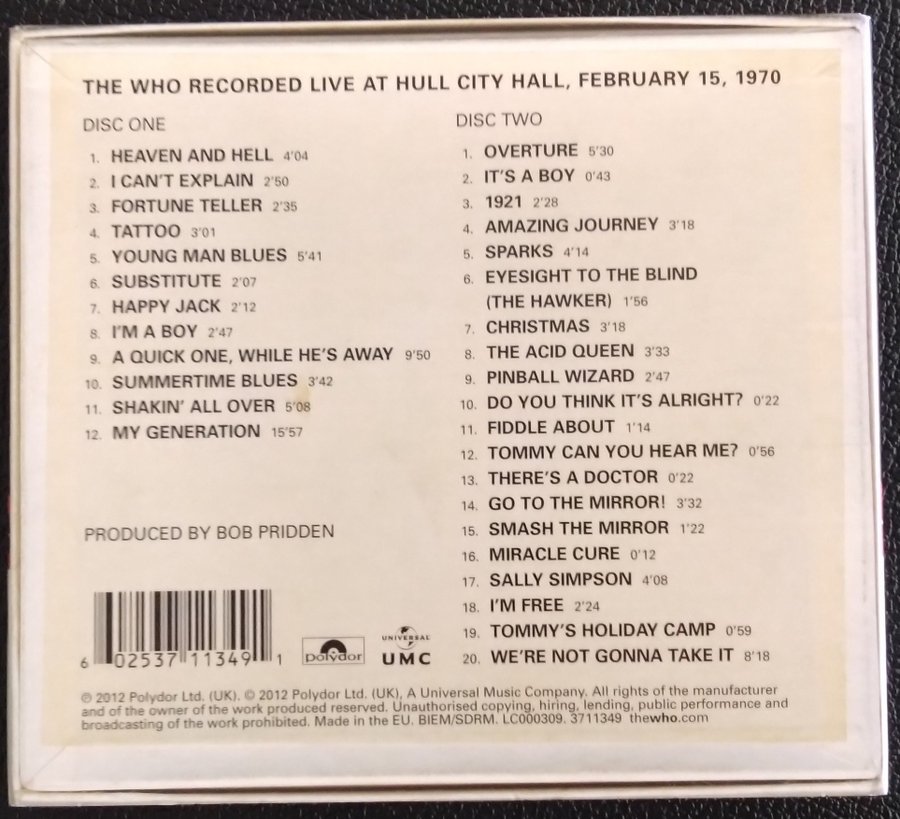 THE WHO RECORDED LIVE AT HULL CITY HALL, FEBRUARY 15, 1970
DISC ONE
1. HEAVEN AND HELL 4'04
2. I CAN'T EXPLAIN 2'50
3. FORTUNE TELLER 2'35
4. TATTOO 3'01
5. YOUNG MAN BLUES 5'41
6. SUBSTITUTE 2'07
7. HAPPY JACK 2'12
8. I'M A BOY 2'47
9. A QUICK ONE, WHILE HE'S AWAY 9'50
10. SUMMERTIME BLUES 3'42
11. SHAKIN' ALL OVER 5'08
12. MY GENERATION 15'57
DISC TWO
1. OVERTURE 5'30
2. IT'S A BOY 0'43
3. 1921 2'28
4. AMAZING JOURNEY 3'18
5. SPARKS 4'14
6. EYESIGHT TO THE BLIND
(THE HAWKER) 1'56
7. CHRISTMAS 3'18
8. THE ACID QUEEN 3'33
9. PINBALL WIZARD 2'47
10. DO YOU THINK IT'S ALRIGHT? 0'22
11. FIDDLE ABOUT 1'14
12. TOMMY CAN YOU HEAR ME? 0'56
13. THERE'S A DOCTOR 0'22
14. GO TO THE MIRROR! 3'32
15. SMASH THE MIRROR 1'22
16. MIRACLE CURE 0'12
17. SALLY SIMPSON 4'08
18. I'M FREE 2'24
19. TOMMY'S HOLIDAY CAMP 0'59
20. WE'RE NOT GONNA TAKE IT 8'18
PRODUCED BY BOB PRIDDEN
6 02537 11349 1
polydor
UNIVERSAL
UMC
℗ 2012 Polydor Ltd. (UK). © 2012 Polydor Ltd. (UK), A Universal Music Company. All rights of the manufacturer
and of the owner of the work produced reserved. Unauthorised copying, hiring, lending, public performance and
broadcasting of the work prohibited. Made in the EU. BIEM/SDRM. LC000309. 3711349 thewho.com